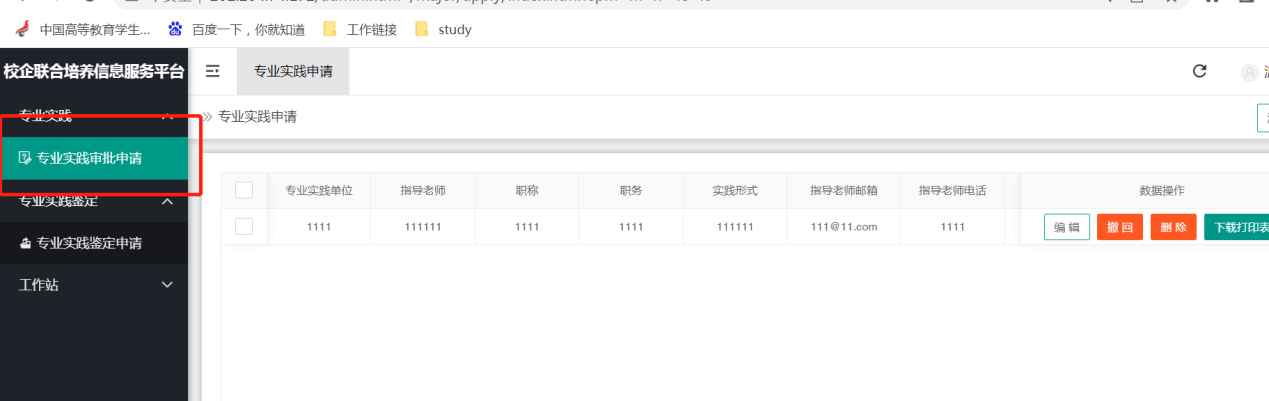 中国高等教育学生... 百度一下，你就知道 工作链接 study
校企联合培养信息服务平台 专业实践申请
专业实践 专业实践申请
专业实践审批申请
专业实践单位 指导老师 职称 职务 实践形式 指导老师邮箱 指导老师电话 数据操作
专业实践鉴定
1111 111111 1111 1111 111111 111@11.com 1111 编辑 撤回 删除 下载打印表
专业实践鉴定申请
工作站